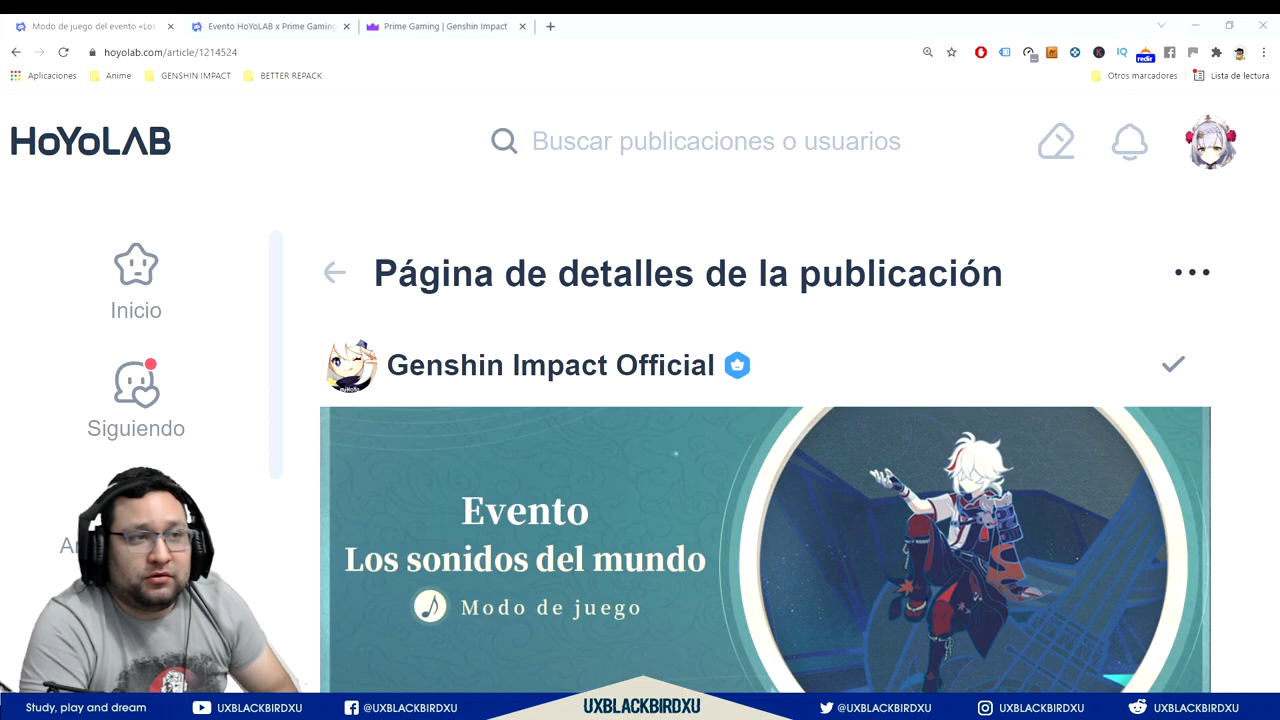 Modo de juego del evento «Los
Evento HoYoLAB x Prime Gaming
Prime Gaming | Genshin Impact
hoyolab.com/article/1214524
IQ
redir
Aplicaciones
Anime
GENSHIN IMPACT
BETTER REPACK
Otros marcadores
Lista de lectura
HoYoLAB
Buscar publicaciones o usuarios
Inicio
Siguiendo
Página de detalles de la publicación
Genshin Impact Official
miHoYo
Evento
Los sonidos del mundo
Modo de juego
Study, play and dream
UXBLACKBIRDXU
@UXBLACKBIRDXU
UXBLACKBIRDXU
@UXBLACKBIRDXU
UXBLACKBIRDXU
UXBLACKBIRDXU